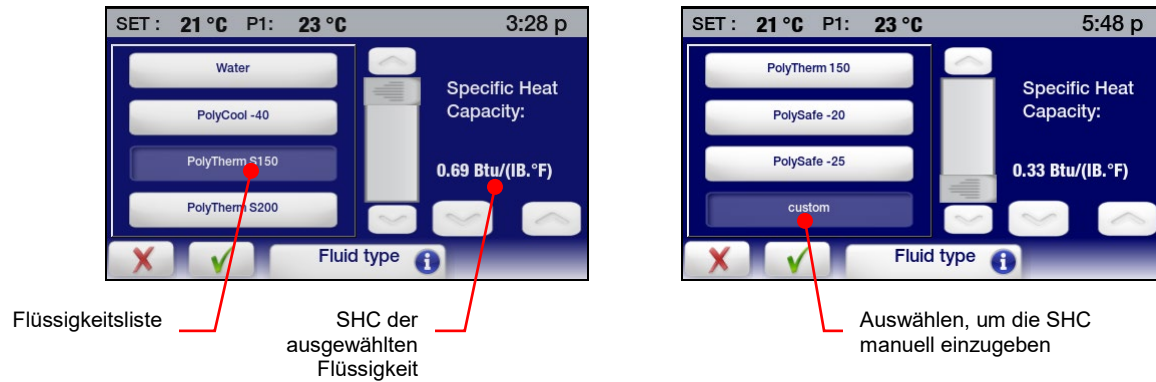 SET : 21 °C P1: 23 °C 3:28 p
Water
PolyCool -40
PolyTherm S150
PolyTherm S200
Specific Heat
Capacity:
0.69 Btu/(IB.°F)
Fluid type
Flüssigkeitsliste
SHC der
ausgewählten
Flüssigkeit
SET : 21 °C P1: 23 °C 5:48 p
PolyTherm 150
PolySafe -20
PolySafe -25
custom
Specific Heat
Capacity:
0.33 Btu/(IB.°F)
Fluid type
Auswählen, um die SHC
manuell einzugeben